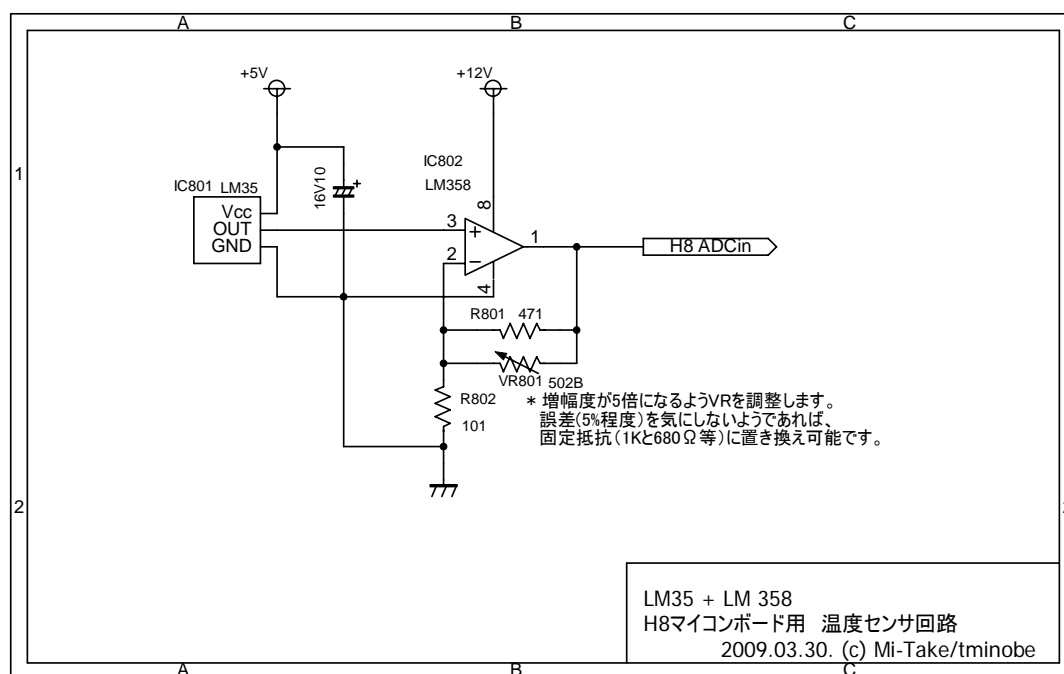 A B C
+5V
+12V
1
IC802
LM358
IC801 LM35
16V10
Vcc
OUT
GND
8
3
+
1
H8 ADCin
2
−
4
R801 471
VR801 502B
R802
101
* 増幅度が5倍になるようVRを調整します。
誤差(5%程度)を気にしないようであれば、
固定抵抗(1Kと680Ω等)に置き換え可能です。
2
LM35 + LM 358
H8マイコンボード用 温度センサ回路
2009.03.30. (c) Mi-Take/tminobe
A B C